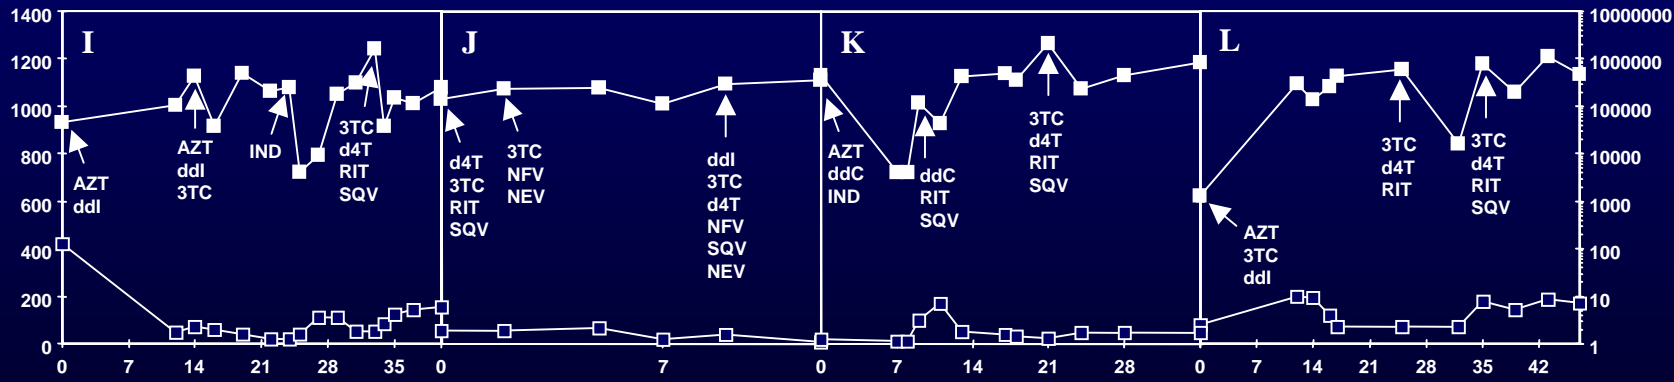 1400
1200
1000
800
600
400
200
0
I
AZT
ddI
AZT
ddI
3TC
IND
3TC
d4T
RIT
SQV
0 7 14 21 28 35
J
d4T
3TC
RIT
SQV
3TC
NFV
NEV
ddI
3TC
d4T
NFV
SQV
NEV
0 7
K
AZT
ddC
IND
ddC
RIT
SQV
3TC
d4T
RIT
SQV
0 7 14 21 28
L
AZT
3TC
ddI
3TC
d4T
RIT
3TC
d4T
RIT
SQV
0 7 14 21 28 35 42
10000000
1000000
100000
10000
1000
100
10
1